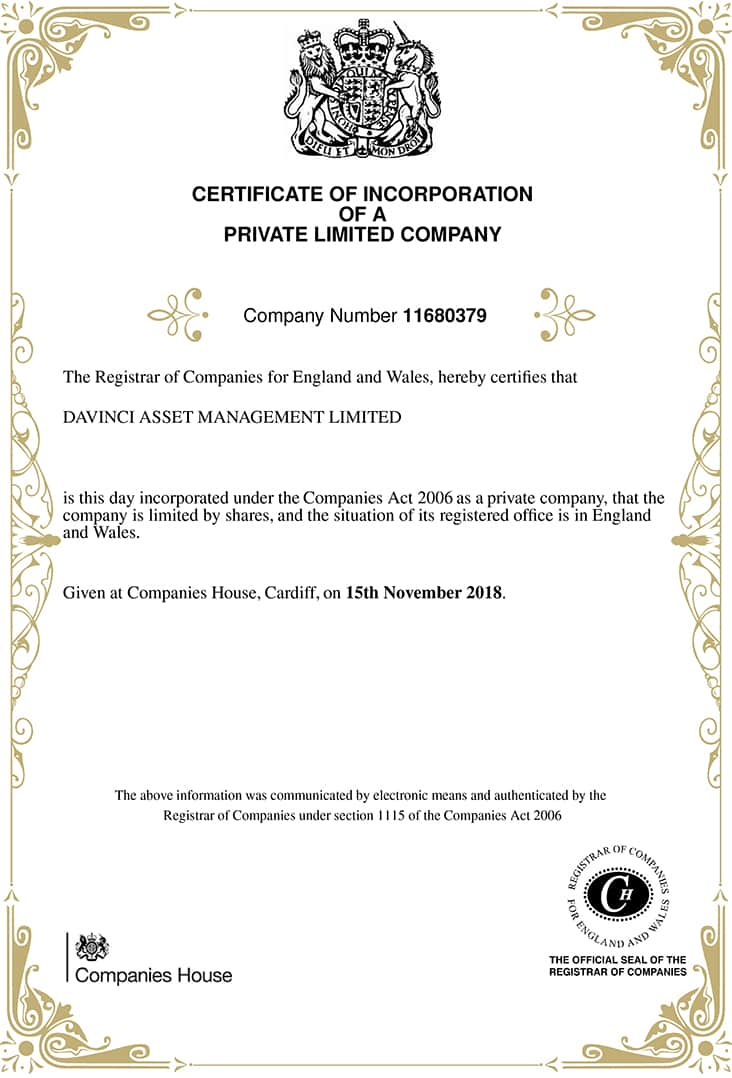 QUI MAL
HONI
PENSE
DIEU ET MON DROIT
CERTIFICATE OF INCORPORATION
OF A
PRIVATE LIMITED COMPANY
Company Number 11680379
The Registrar of Companies for England and Wales, hereby certifies that
DAVINCI ASSET MANAGEMENT LIMITED
is this day incorporated under the Companies Act 2006 as a private company, that the
company is limited by shares, and the situation of its registered office is in England
and Wales.
Given at Companies House, Cardiff, on 15th November 2018.
The above information was communicated by electronic means and authenticated by the
Registrar of Companies under section 1115 of the Companies Act 2006
REGISTRAR OF COMPANIES
FOR ENGLAND AND WALES
CH
THE OFFICIAL SEAL OF THE
REGISTRAR OF COMPANIES
Companies House